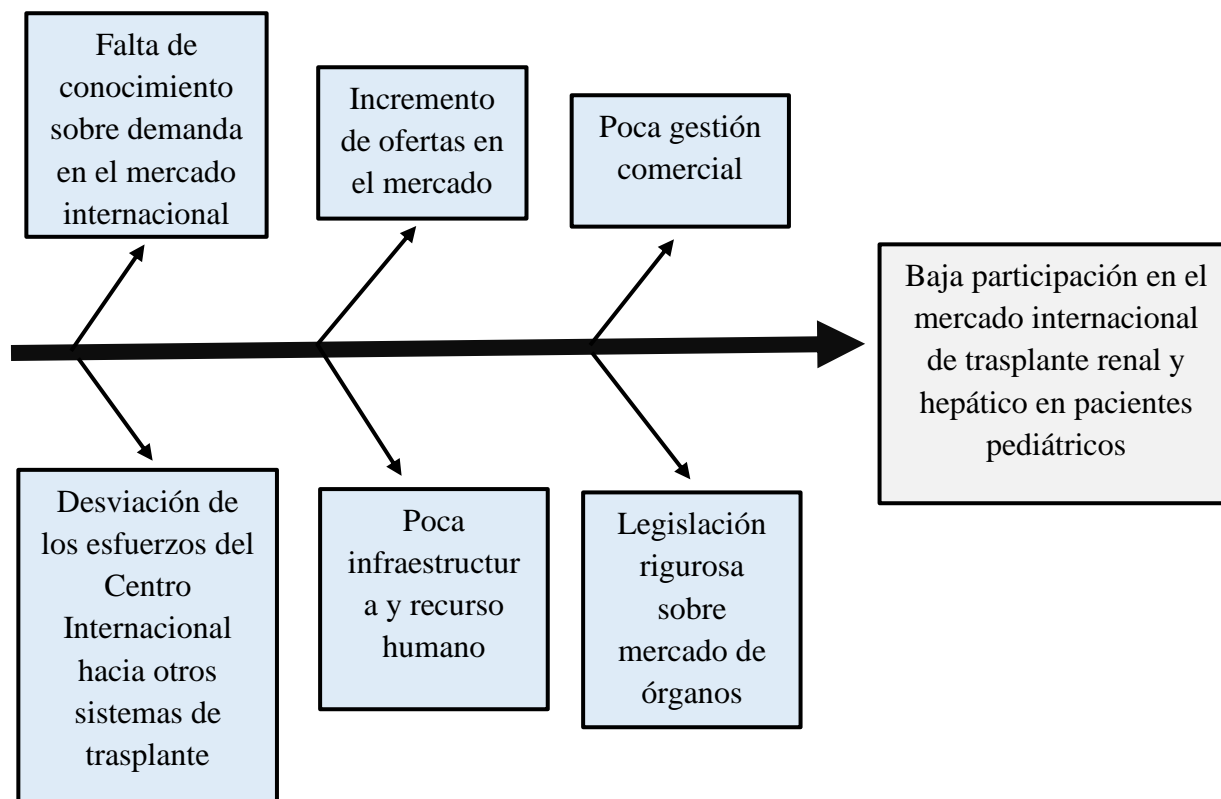 Falta de
conocimiento
sobre demanda
en el mercado
internacional
Incremento
de ofertas en
el mercado
Poca gestión
comercial
Baja participación en el
mercado internacional
de trasplante renal y
hepático en pacientes
pediátricos
Desviación de
los esfuerzos del
Centro
Internacional
hacia otros
sistemas de
trasplante
Poca
infraestructur
a y recurso
humano
Legislación
rigurosa
sobre
mercado de
órganos